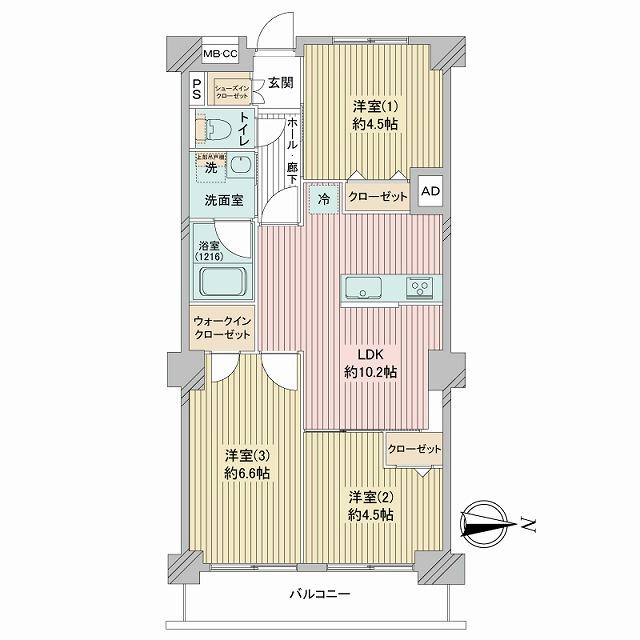 MB・CC
PS
シューズイン
クローゼット
玄関
洋室(1)
約4.5帖
トイレ
ホール・廊下
上部吊戸棚
洗
洗面室
冷
クローゼット
AD
浴室
(1216)
ウォークイン
クローゼット
LDK
約10.2帖
洋室(3)
約6.6帖
クローゼット
洋室(2)
約4.5帖
N
バルコニー